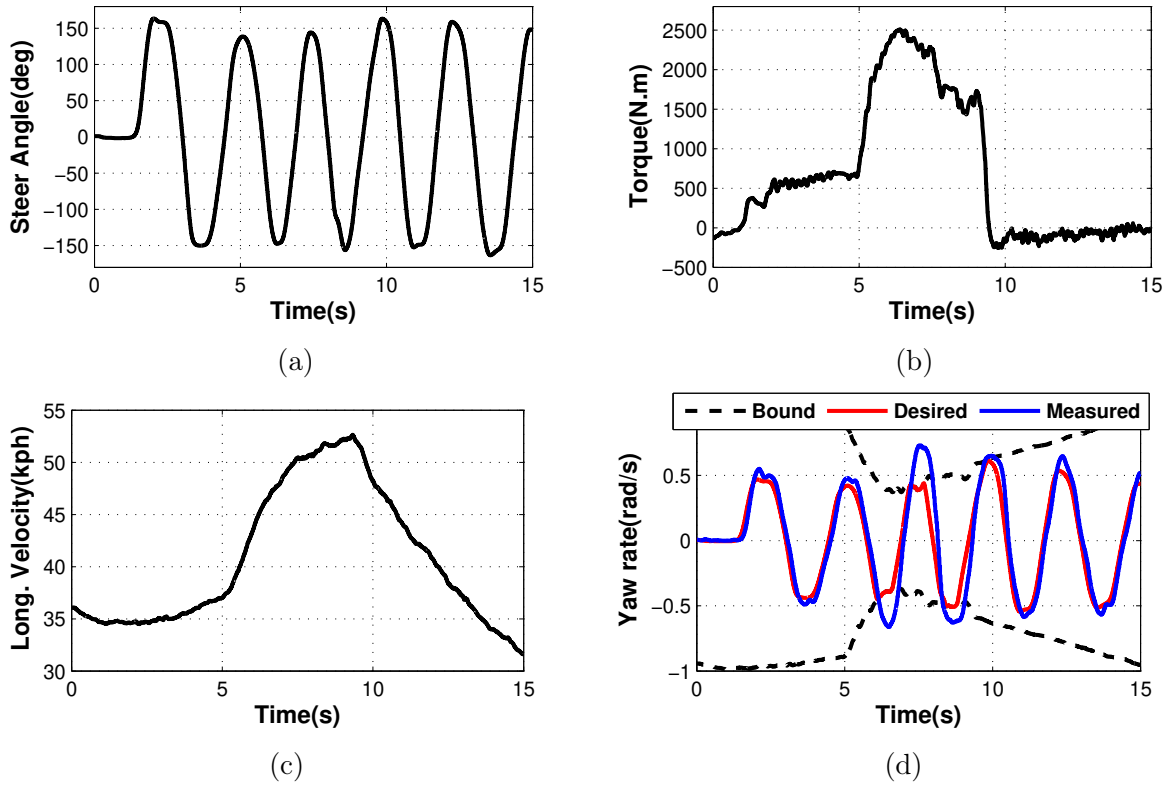 150
100
50
0
−50
−100
−150
Steer Angle(deg)
0 5 10 15
Time(s)
(a)
2500
2000
1500
1000
500
0
−500
Torque(N.m)
0 5 10 15
Time(s)
(b)
55
50
45
40
35
30
Long. Velocity(kph)
0 5 10 15
Time(s)
(c)
Bound Desired Measured
0.5
0
−0.5
−1
Yaw rate(rad/s)
0 5 10 15
Time(s)
(d)